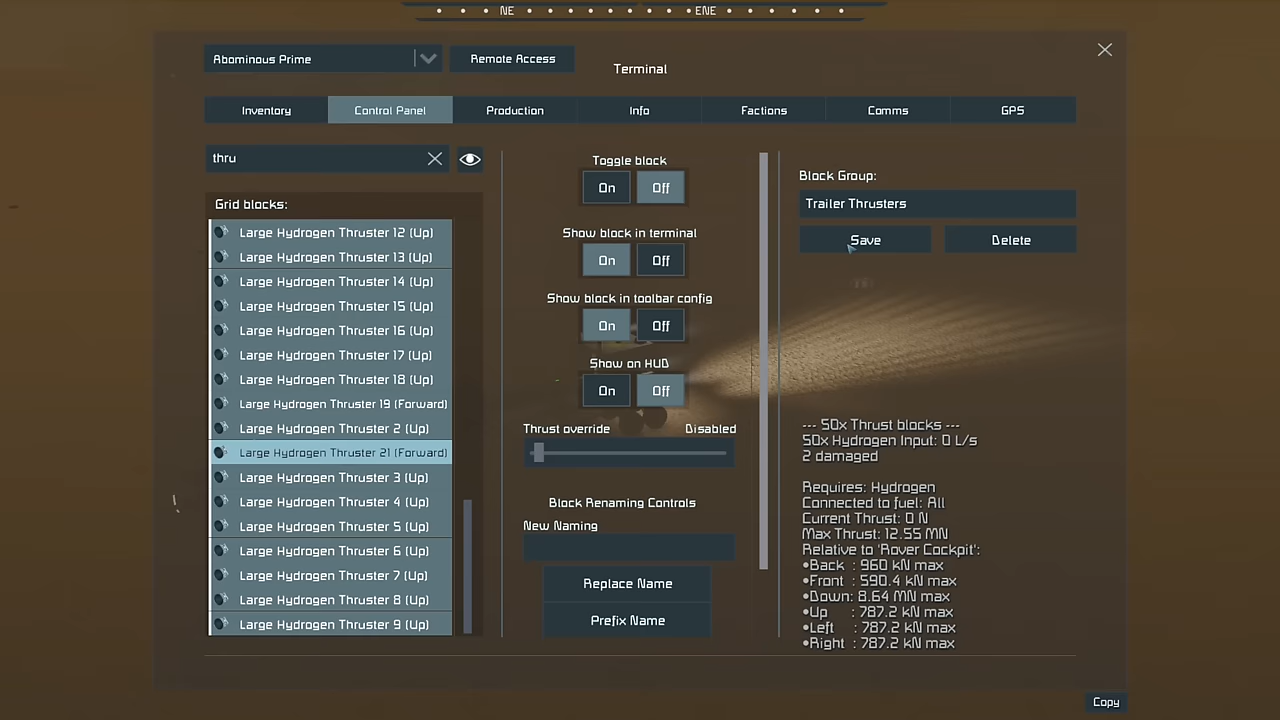 NE ENE
Abominous Prime
Remote Access
Terminal
Inventory Control Panel Production Info Factions Comms GPS
thru
Grid blocks:
Large Hydrogen Thruster 12 (Up)
Large Hydrogen Thruster 13 (Up)
Large Hydrogen Thruster 14 (Up)
Large Hydrogen Thruster 15 (Up)
Large Hydrogen Thruster 16 (Up)
Large Hydrogen Thruster 17 (Up)
Large Hydrogen Thruster 18 (Up)
Large Hydrogen Thruster 19 (Forward)
Large Hydrogen Thruster 2 (Up)
Large Hydrogen Thruster 21 (Forward)
Large Hydrogen Thruster 3 (Up)
Large Hydrogen Thruster 4 (Up)
Large Hydrogen Thruster 5 (Up)
Large Hydrogen Thruster 6 (Up)
Large Hydrogen Thruster 7 (Up)
Large Hydrogen Thruster 8 (Up)
Large Hydrogen Thruster 9 (Up)
Toggle block
On Off
Show block in terminal
On Off
Show block in toolbar config
On Off
Show on HUD
On Off
Thrust override Disabled
Block Renaming Controls
New Naming
Replace Name
Prefix Name
Block Group:
Trailer Thrusters
Save Delete
--- 50x Thrust blocks ---
50x Hydrogen Input: 0 L/s
2 damaged
Requires: Hydrogen
Connected to fuel: All
Current Thrust: 0 N
Max Thrust: 12.55 MN
Relative to 'Rover Cockpit':
•Back : 960 kN max
•Front : 590.4 kN max
•Down: 8.64 MN max
•Up : 787.2 kN max
•Left : 787.2 kN max
•Right : 787.2 kN max
Copy